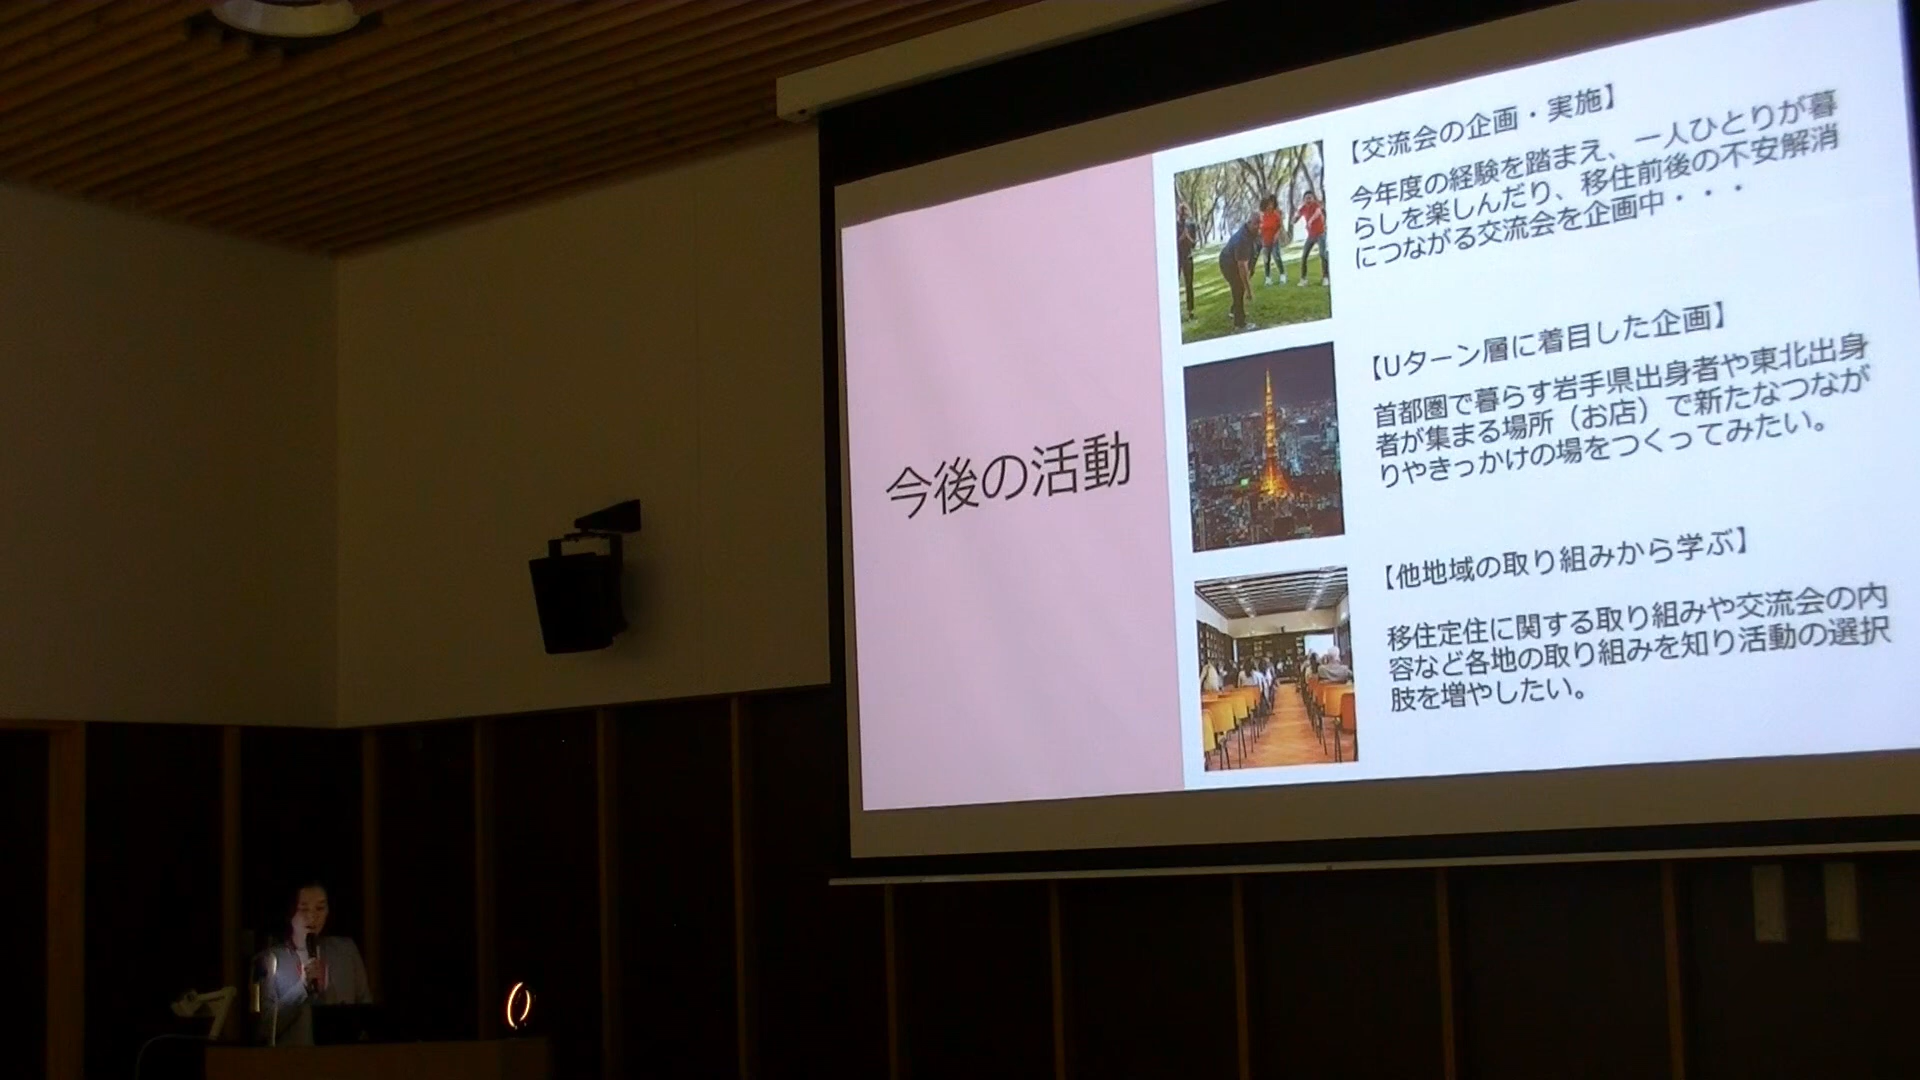 今後の活動
【交流会の企画・実施】
今年度の経験を踏まえ、一人ひとりが暮
らしを楽しんだり、移住前後の不安解消
につながる交流会を企画中・・・
【Uターン層に着目した企画】
首都圏で暮らす岩手県出身者や東北出身
者が集まる場所（お店）で新たなつなが
りやきっかけの場をつくってみたい。
【他地域の取り組みから学ぶ】
移住定住に関する取り組みや交流会の内
容など各地の取り組みを知り活動の選択
肢を増やしたい。